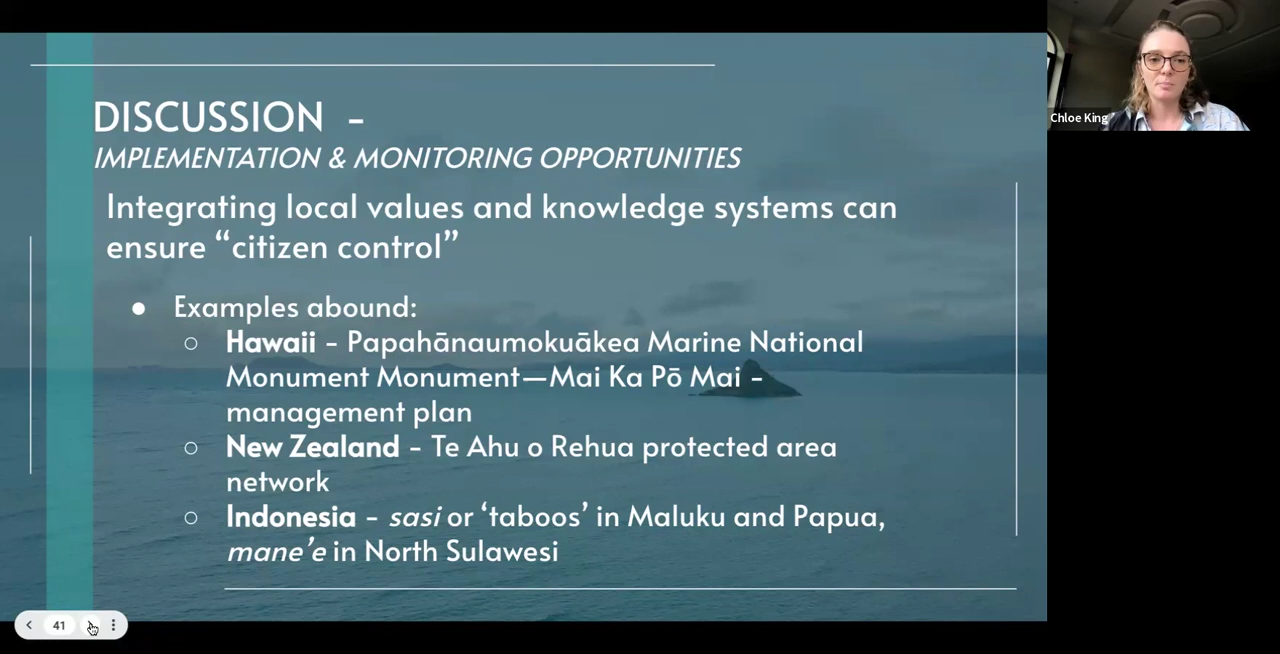 DISCUSSION -
IMPLEMENTATION & MONITORING OPPORTUNITIES
Integrating local values and knowledge systems can
ensure “citizen control”
● Examples abound:
○ Hawaii - Papahānaumokuākea Marine National
Monument Monument—Mai Ka Pō Mai -
management plan
○ New Zealand - Te Ahu o Rehua protected area
network
○ Indonesia - sasi or ‘taboos’ in Maluku and Papua,
mane’e in North Sulawesi
41
Chloe King